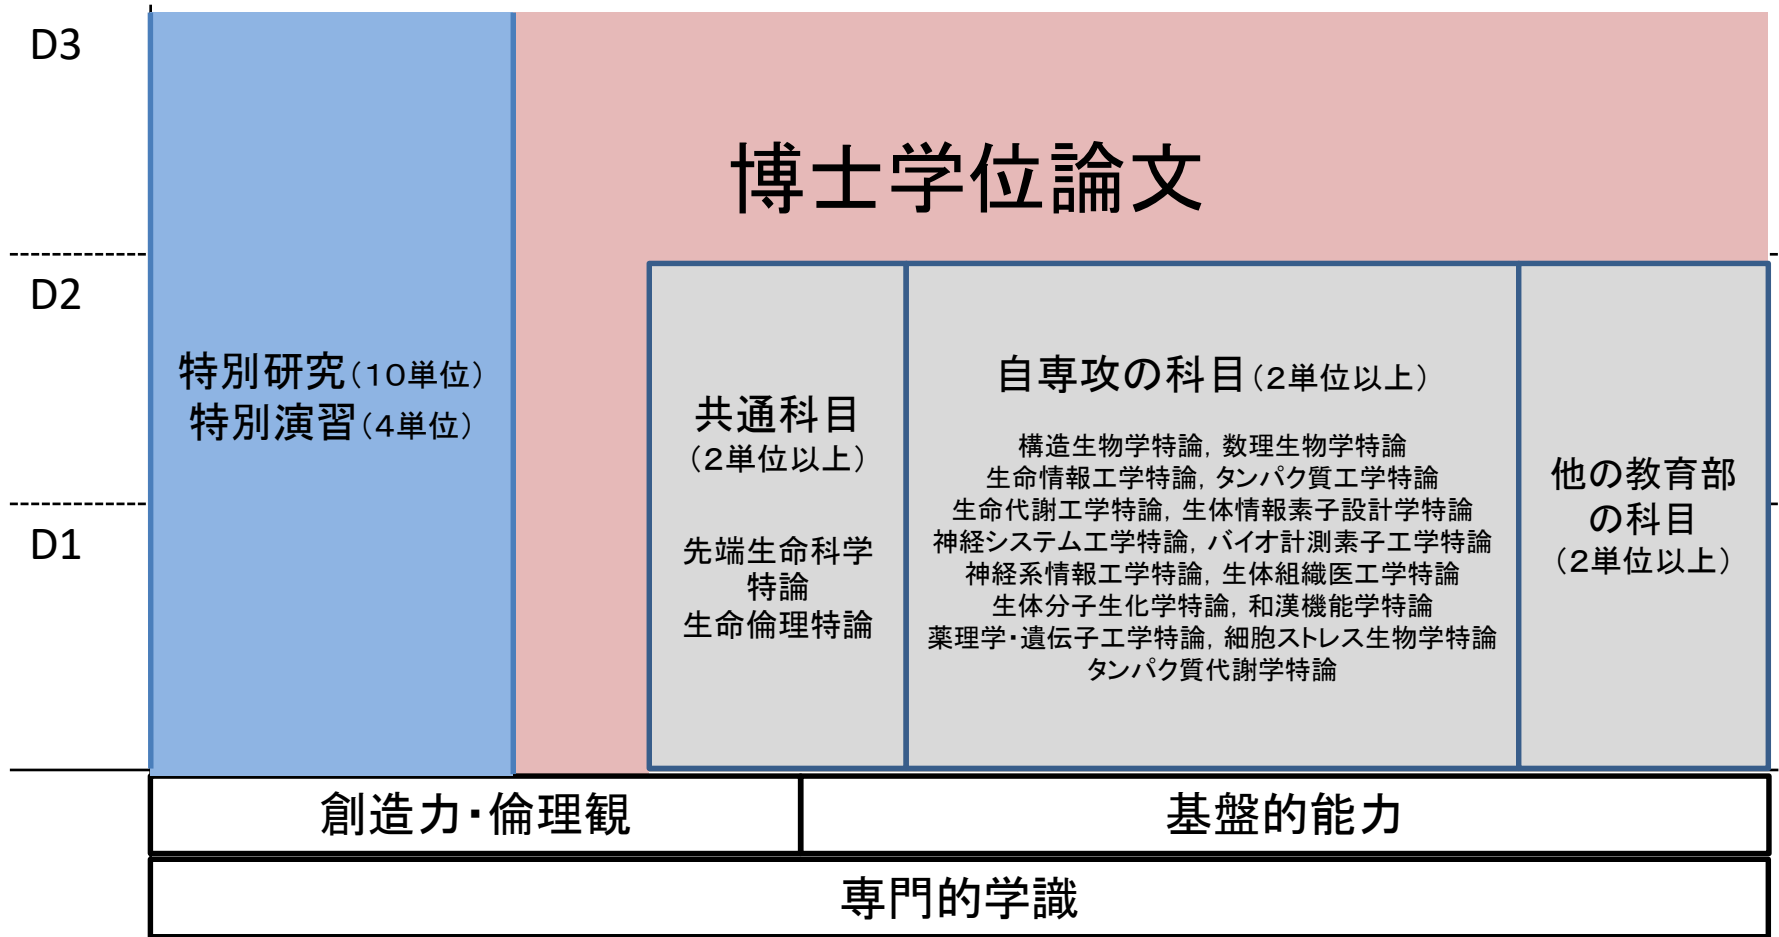 D3
博士学位論文
D2
特別研究(10単位)
特別演習(4単位)
共通科目
(2単位以上)
先端生命科学
特論
生命倫理特論
自専攻の科目(2単位以上)
構造生物学特論, 数理生物学特論
生命情報工学特論, タンパク質工学特論
生命代謝工学特論, 生体情報素子設計学特論
神経システム工学特論, バイオ計測素子工学特論
神経系情報工学特論, 生体組織医工学特論
生体分子生化学特論, 和漢機能学特論
薬理学・遺伝子工学特論, 細胞ストレス生物学特論
タンパク質代謝学特論
他の教育部
の科目
(2単位以上)
D1
創造力・倫理観
基盤的能力
専門的学識